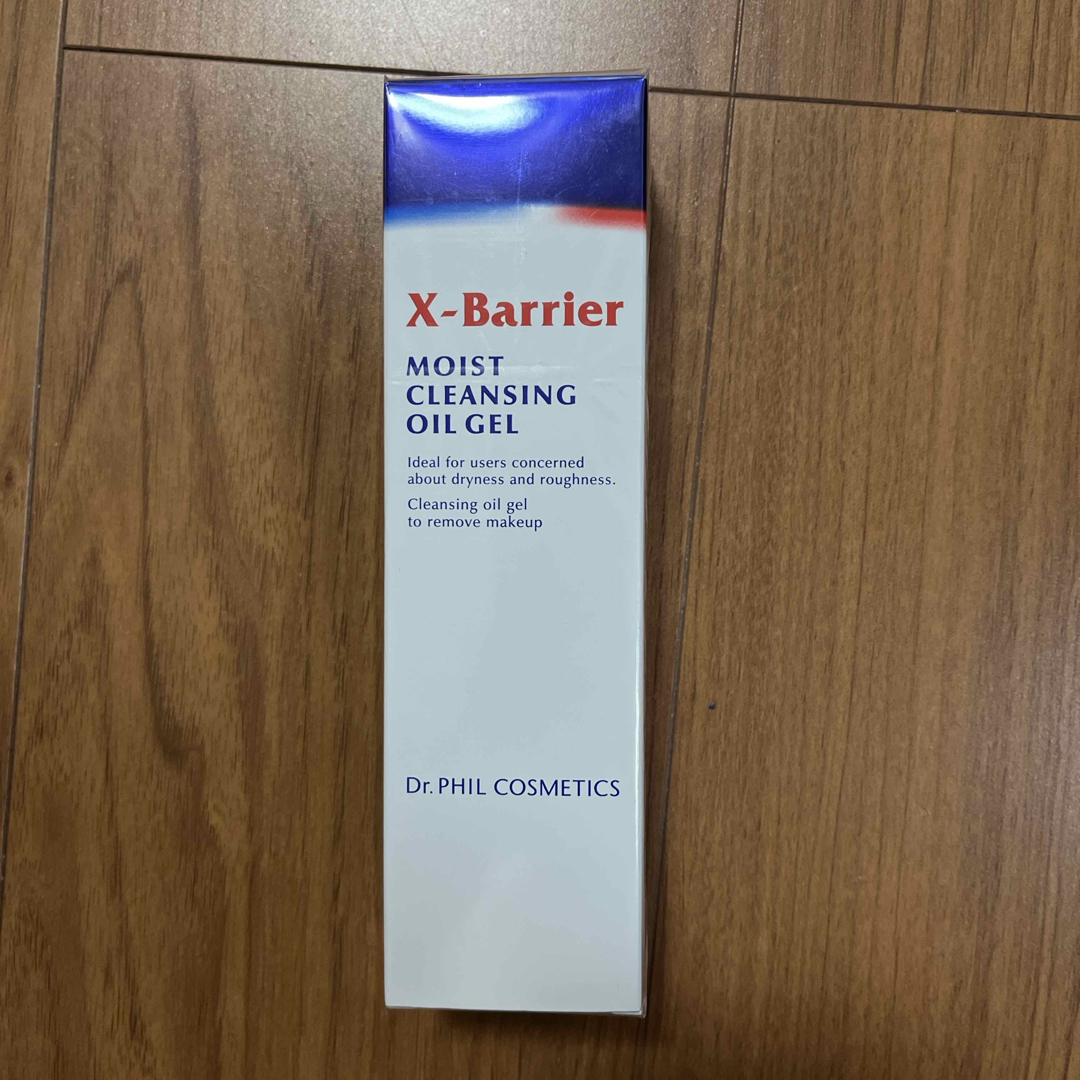 X-Barrier
MOIST
CLEANSING
OIL GEL
Ideal for users concerned
about dryness and roughness.
Cleansing oil gel
to remove makeup
Dr. PHIL COSMETICS